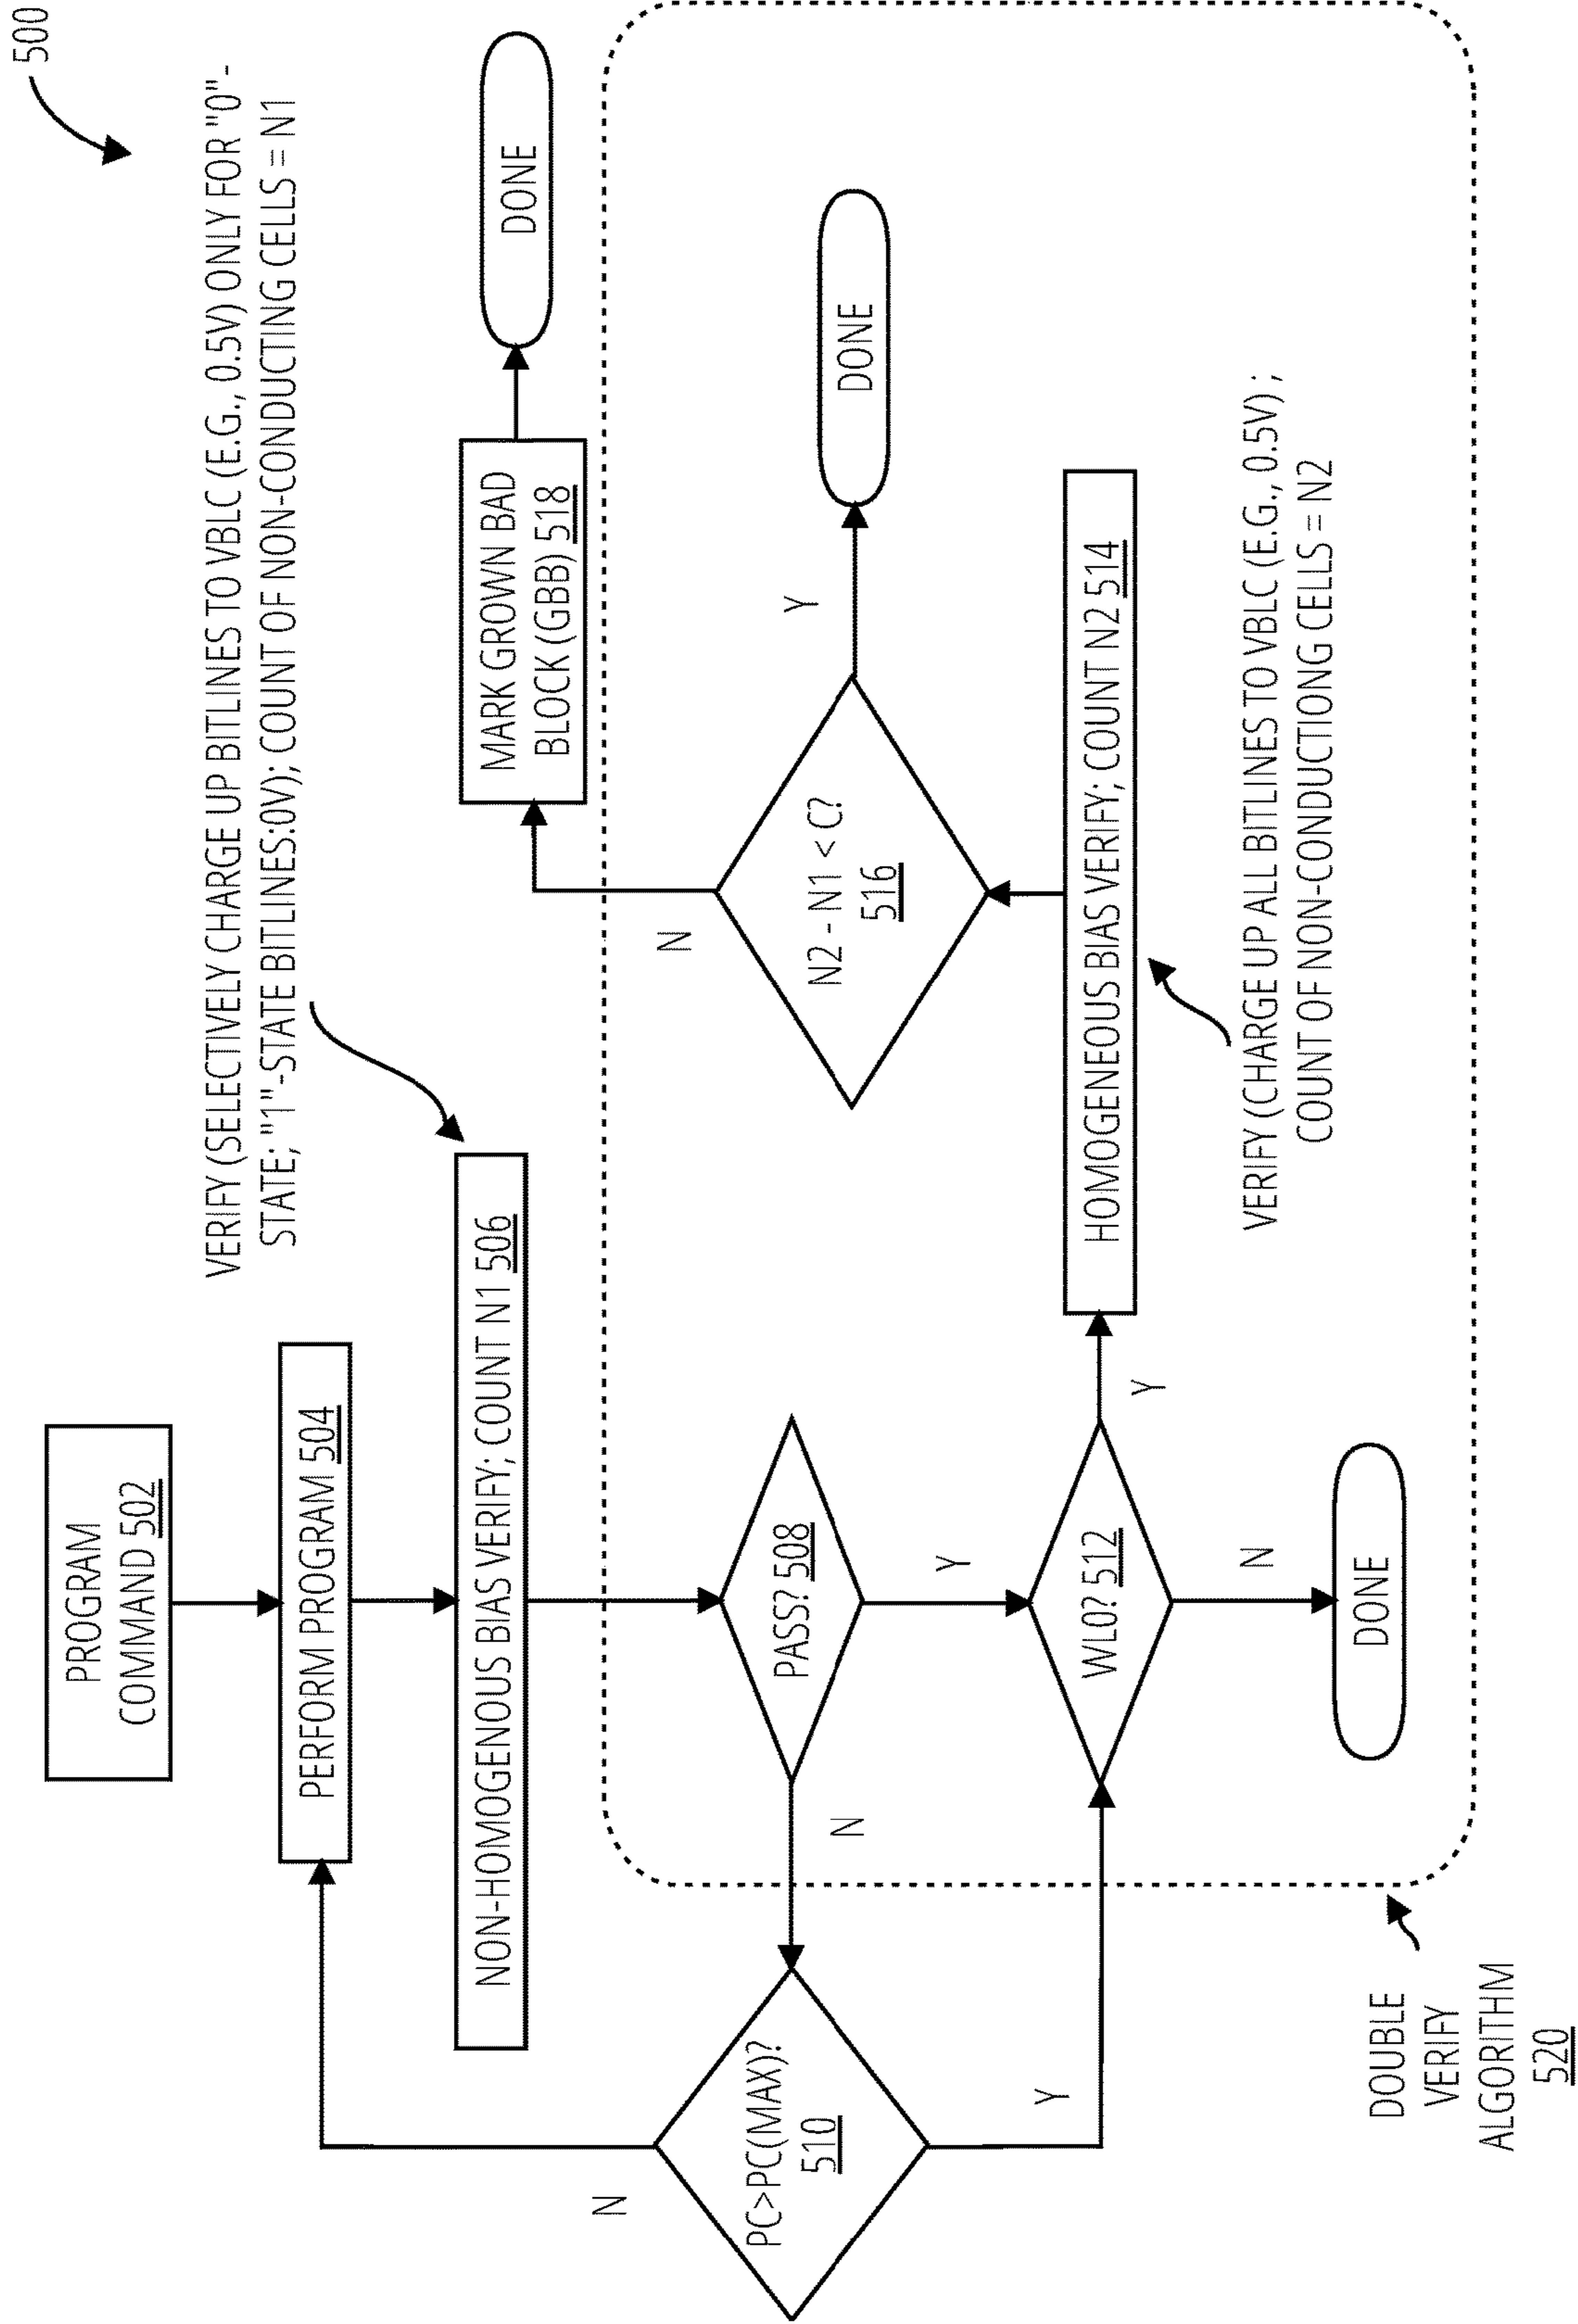 500
PROGRAM
COMMAND 502
PERFORM PROGRAM 504
VERIFY (SELECTIVELY CHARGE UP BITLINES TO VBLC (E.G., 0.5V) ONLY FOR "0"-
STATE; "1"-STATE BITLINES:0V); COUNT OF NON-CONDUCTING CELLS = N1
NON-HOMOGENOUS BIAS VERIFY; COUNT N1 506
MARK GROWN BAD
BLOCK (GBB) 518
DONE
N
PC>PC(MAX)?
510
N
PASS? 508
N
N2 - N1 < C?
516
Y
DONE
Y
Y
WL0? 512
Y
HOMOGENEOUS BIAS VERIFY; COUNT N2 514
N
VERIFY (CHARGE UP ALL BITLINES TO VBLC (E.G., 0.5V) ;
COUNT OF NON-CONDUCTIONG CELLS = N2
DONE
DOUBLE
VERIFY
ALGORITHM
520